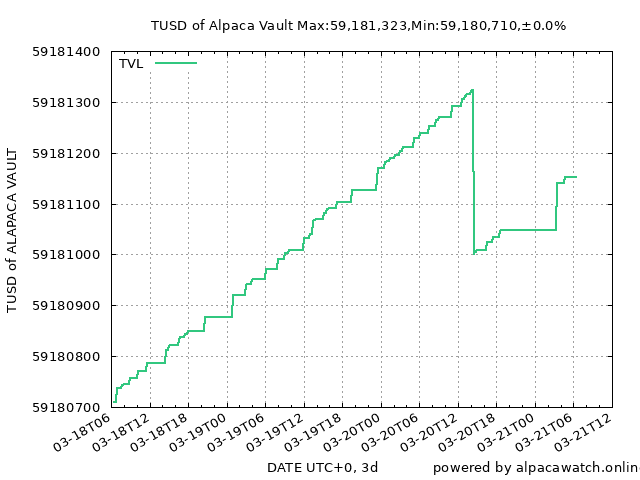 TUSD of Alpaca Vault Max:59,181,323,Min:59,180,710,±0.0%
TVL
59181400
59181300
59181200
59181100
59181000
59180900
59180800
59180700
TUSD of ALAPACA VAULT
03-18T06
03-18T12
03-18T18
03-19T00
03-19T06
03-19T12
03-19T18
03-20T00
03-20T06
03-20T12
03-20T18
03-21T00
03-21T06
03-21T12
DATE UTC+0, 3d
powered by alpacawatch.onlin